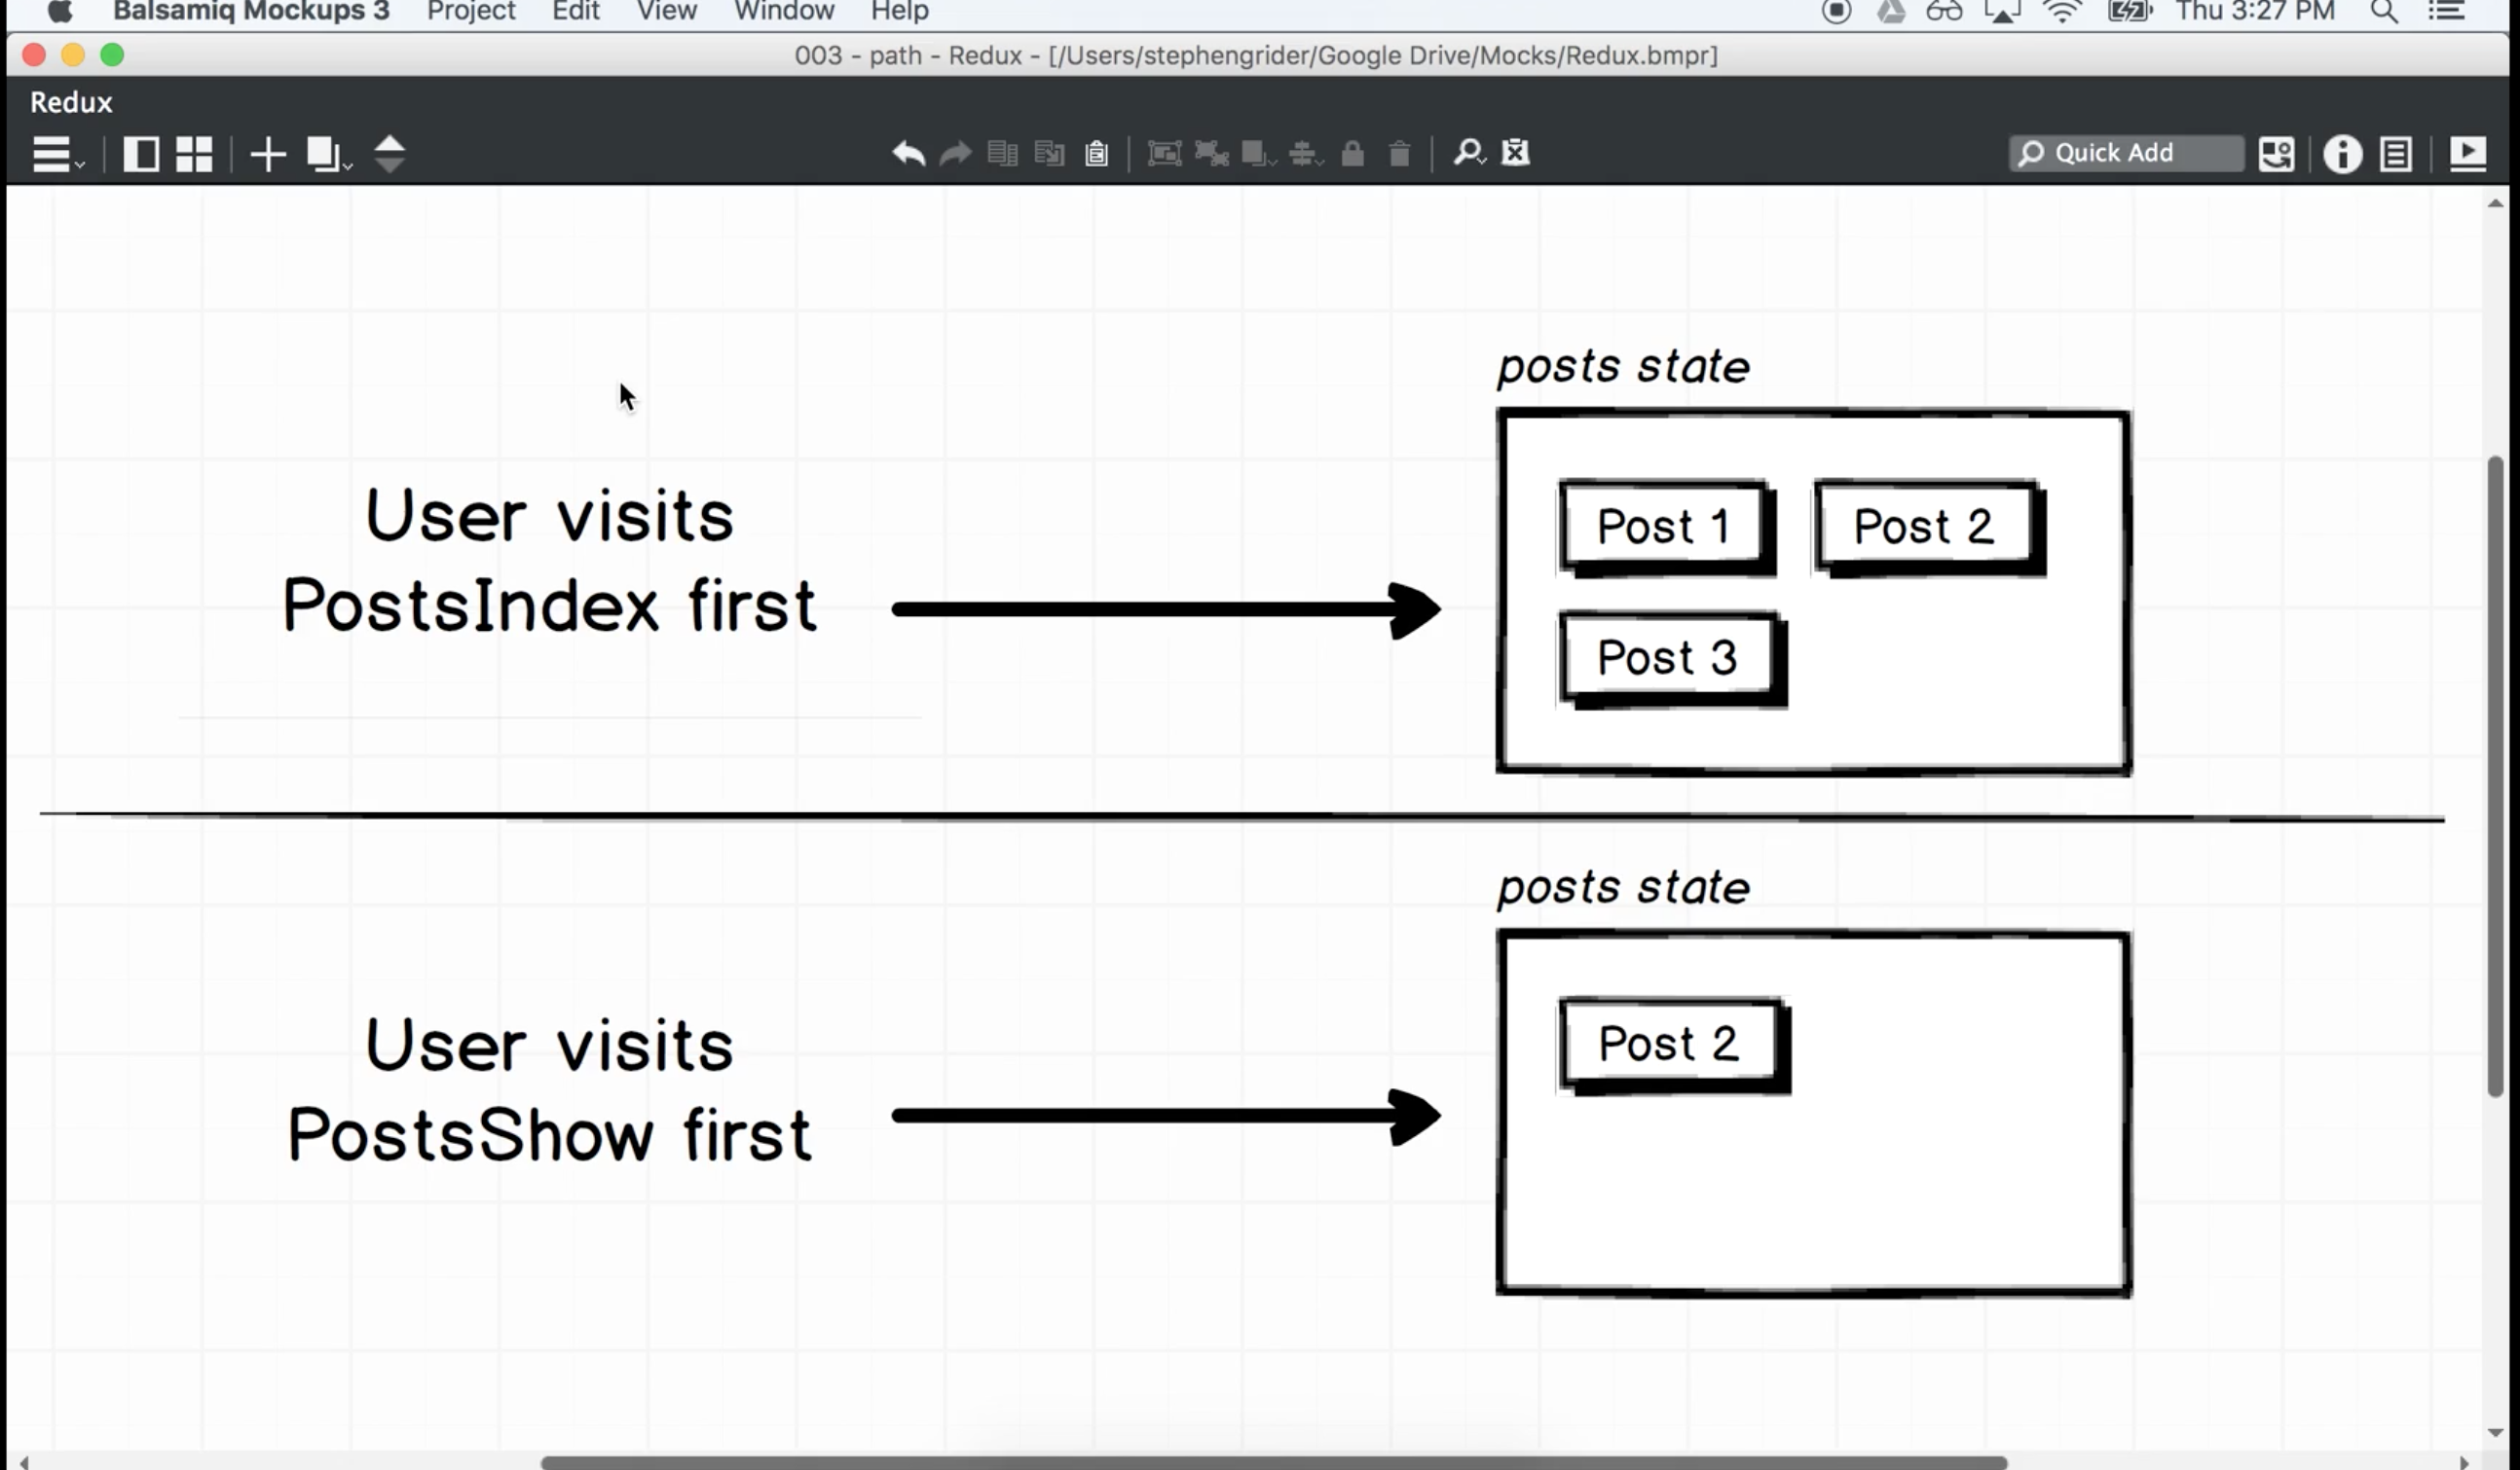 Balsamiq Mockups 3 Project Edit View Window Help Thu 3:27 PM
003 - path - Redux - [/Users/stephengrider/Google Drive/Mocks/Redux.bmpr]
Redux
Quick Add
posts state
User visits
PostsIndex first
Post 1 Post 2
Post 3
posts state
User visits
PostsShow first
Post 2